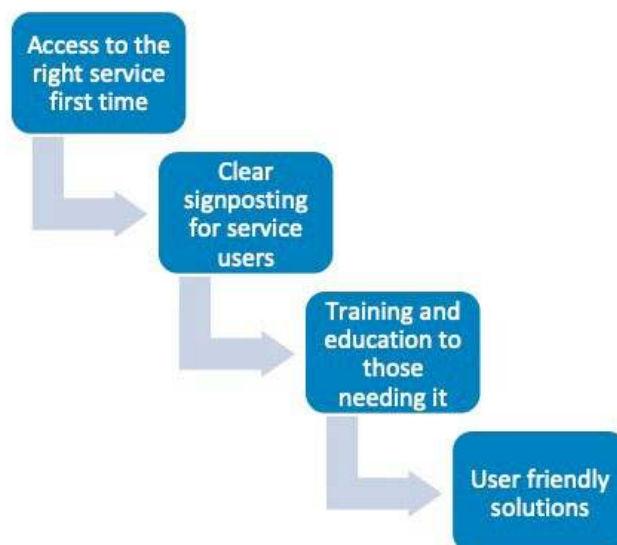 Access to the
right service
first time
Clear
signposting
for service
users
Training and
education to
those
needing it
User friendly
solutions